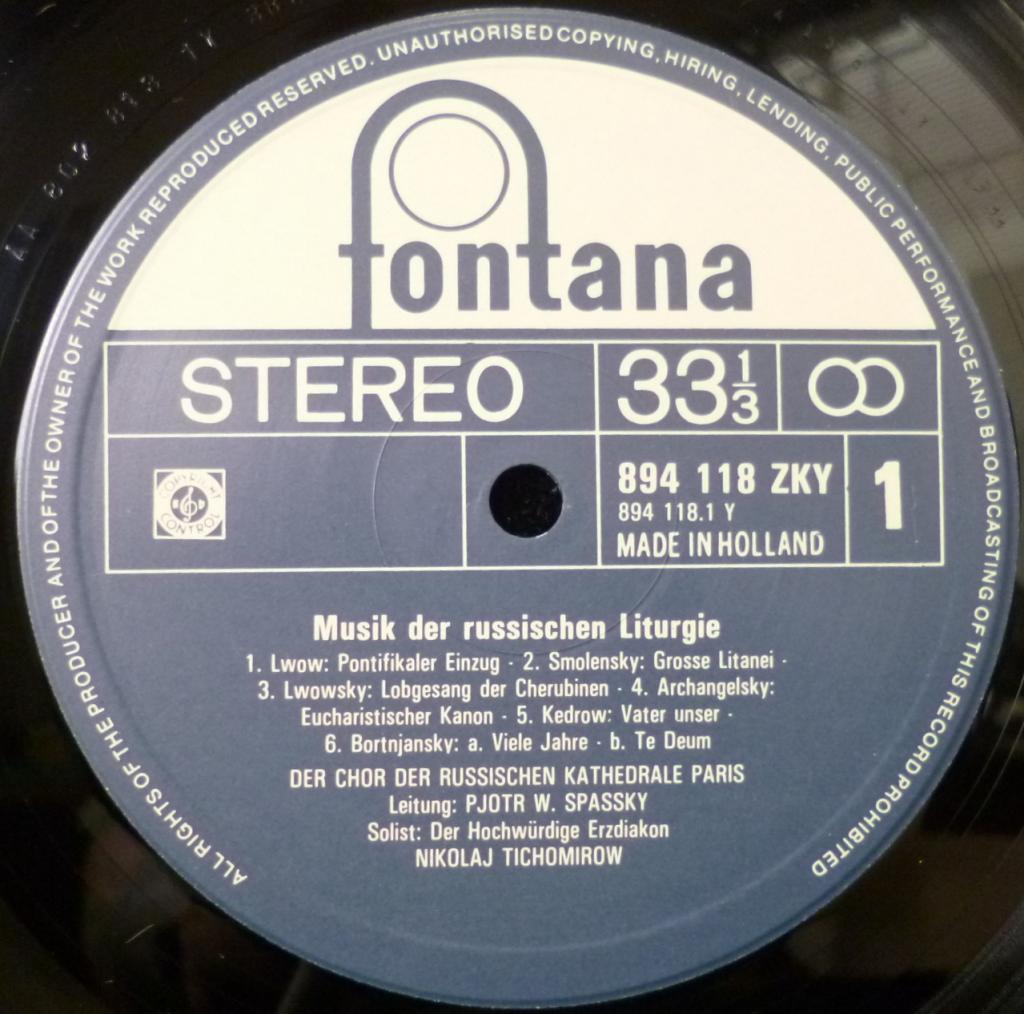 ALL RIGHTS OF THE PRODUCER AND OF THE OWNER OF THE WORK REPRODUCED RESERVED. UNAUTHORISED COPYING, HIRING, LENDING, PUBLIC PERFORMANCE AND BROADCASTING OF THIS RECORD PROHIBITED
fontana
STEREO 33 1/3
COPYRIGHT
CONTROL
894 118 ZKY
894 118.1 Y
MADE IN HOLLAND
1
Musik der russischen Liturgie
1. Lwow: Pontifikaler Einzug · 2. Smolensky: Grosse Litanei ·
3. Lwowsky: Lobgesang der Cherubinen · 4. Archangelsky:
Eucharistischer Kanon · 5. Kedrow: Vater unser ·
6. Bortnjansky: a. Viele Jahre · b. Te Deum
DER CHOR DER RUSSISCHEN KATHEDRALE PARIS
Leitung: PJOTR W. SPASSKY
Solist: Der Hochwürdige Erzdiakon
NIKOLAJ TICHOMIROW